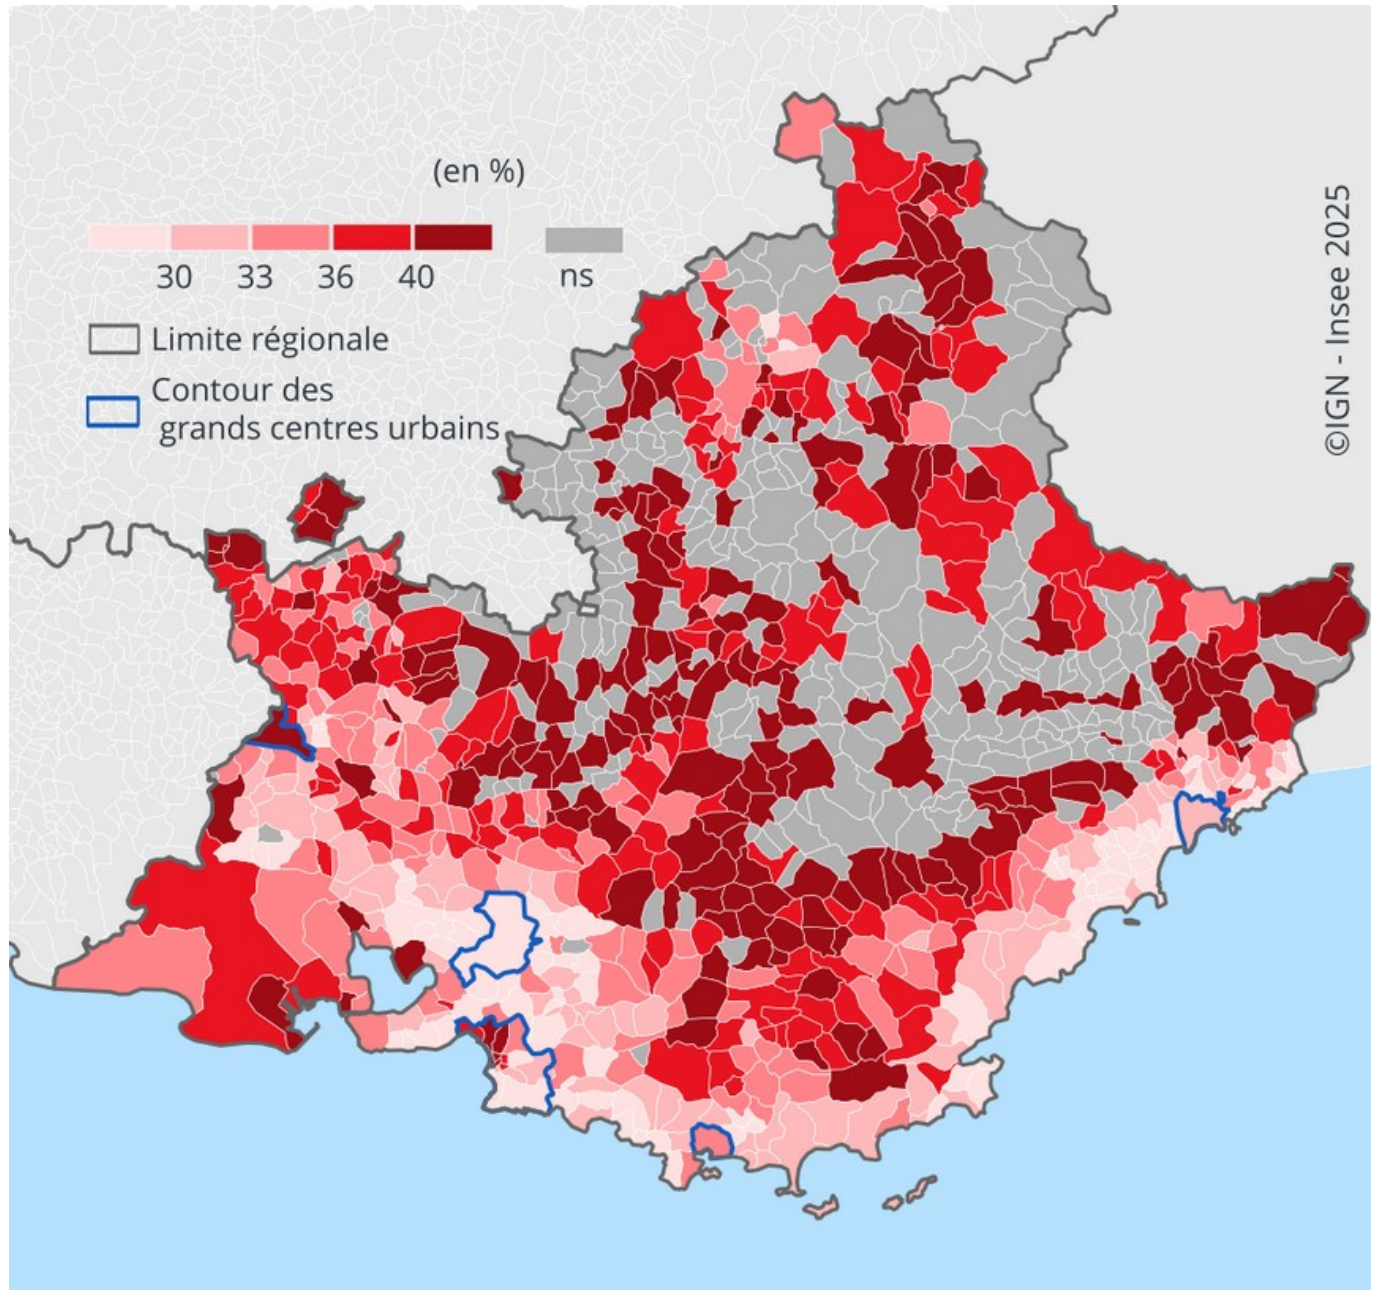 (en %)
30 33 36 40 ns
Limite régionale
Contour des
grands centres urbains
©IGN - Insee 2025